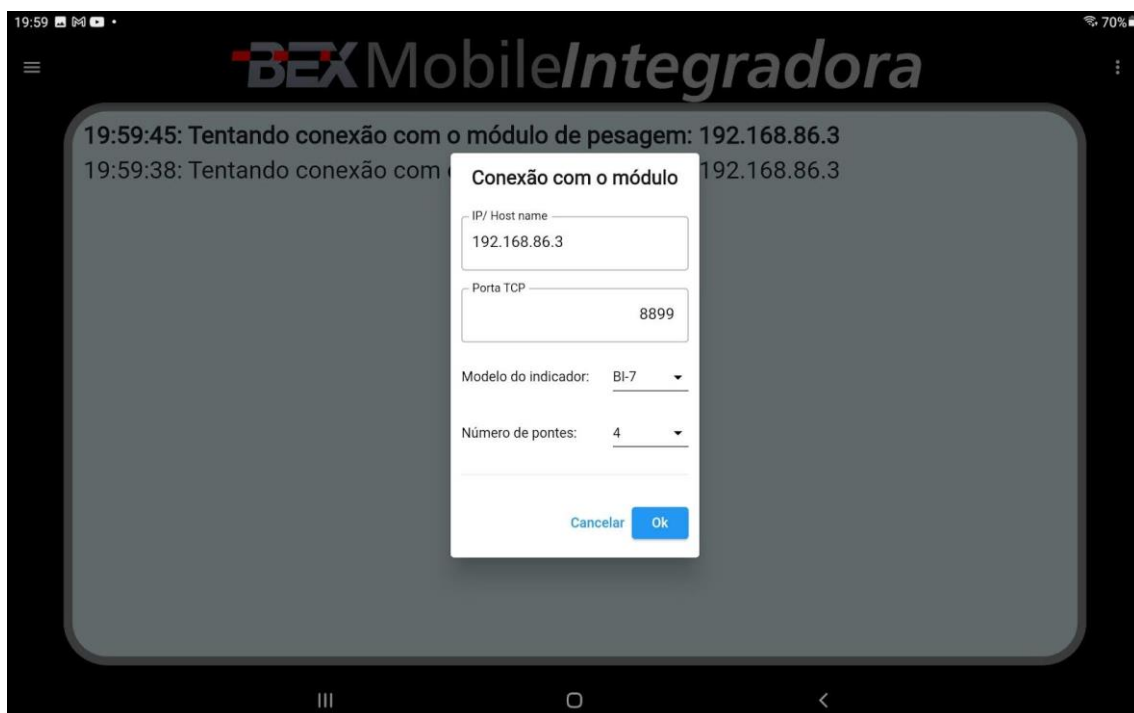 19:59
70%
BEX MobileIntegradora
19:59:45: Tentando conexão com o módulo de pesagem: 192.168.86.3
19:59:38: Tentando conexão com 192.168.86.3
Conexão com o módulo
IP/ Host name
192.168.86.3
Porta TCP
8899
Modelo do indicador: BI-7
Número de pontes: 4
Cancelar Ok